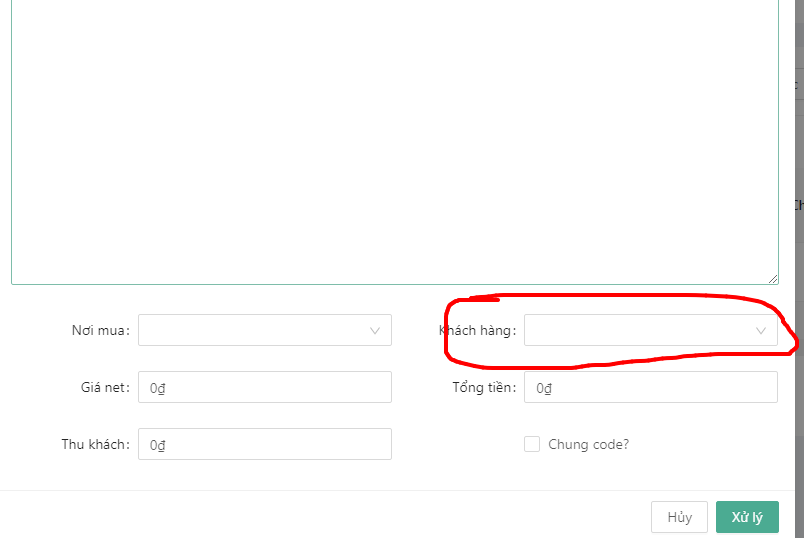 Nơi mua:
Khách hàng:
Giá net: 0₫
Tổng tiền: 0₫
Thu khách: 0₫
Chung code?
Hủy
Xử lý